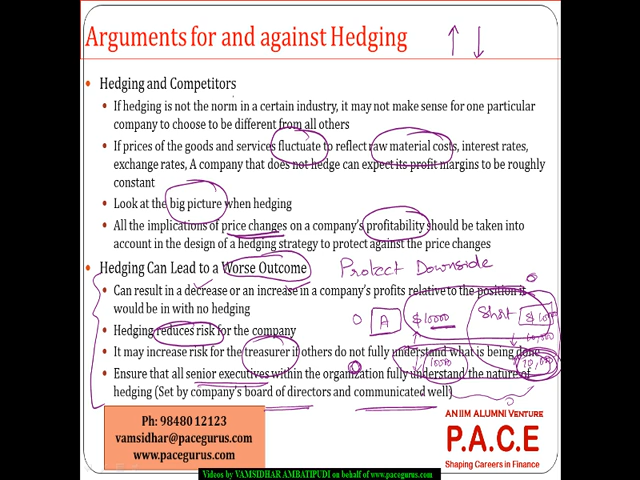 Arguments for and against Hedging
• Hedging and Competitors
• If hedging is not the norm in a certain industry, it may not make sense for one particular
company to choose to be different from all others
• If prices of the goods and services fluctuate to reflect raw material costs, interest rates,
exchange rates, A company that does not hedge can expect its profit margins to be roughly
constant
• Look at the big picture when hedging
• All the implications of price changes on a company's profitability should be taken into
account in the design of a hedging strategy to protect against the price changes
• Hedging Can Lead to a Worse Outcome
Protect Downside
• Can result in a decrease or an increase in a company's profits relative to the position it
would be in with no hedging
A
$ 10000
Short
• Hedging reduces risk for the company
• It may increase risk for the treasurer if others do not fully understand what is being done
• Ensure that all senior executives within the organization fully understand the nature of
hedging (Set by company's board of directors and communicated well)
Ph: 98480 12123
vamsidhar@pacegurus.com
www.pacegurus.com
AN IIM ALUMNI VENTURE
P.A.C.E
Shaping Careers in Finance
Videos by VAMSIDHAR AMBATIPUDI on behalf of www.pacegurus.com